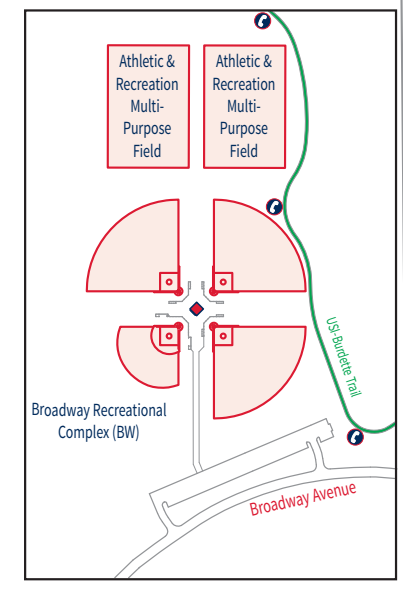 Athletic &
Recreation
Multi-
Purpose
Field
Athletic &
Recreation
Multi-
Purpose
Field
USI-Burdette Trail
Broadway Recreational
Complex (BW)
Broadway Avenue